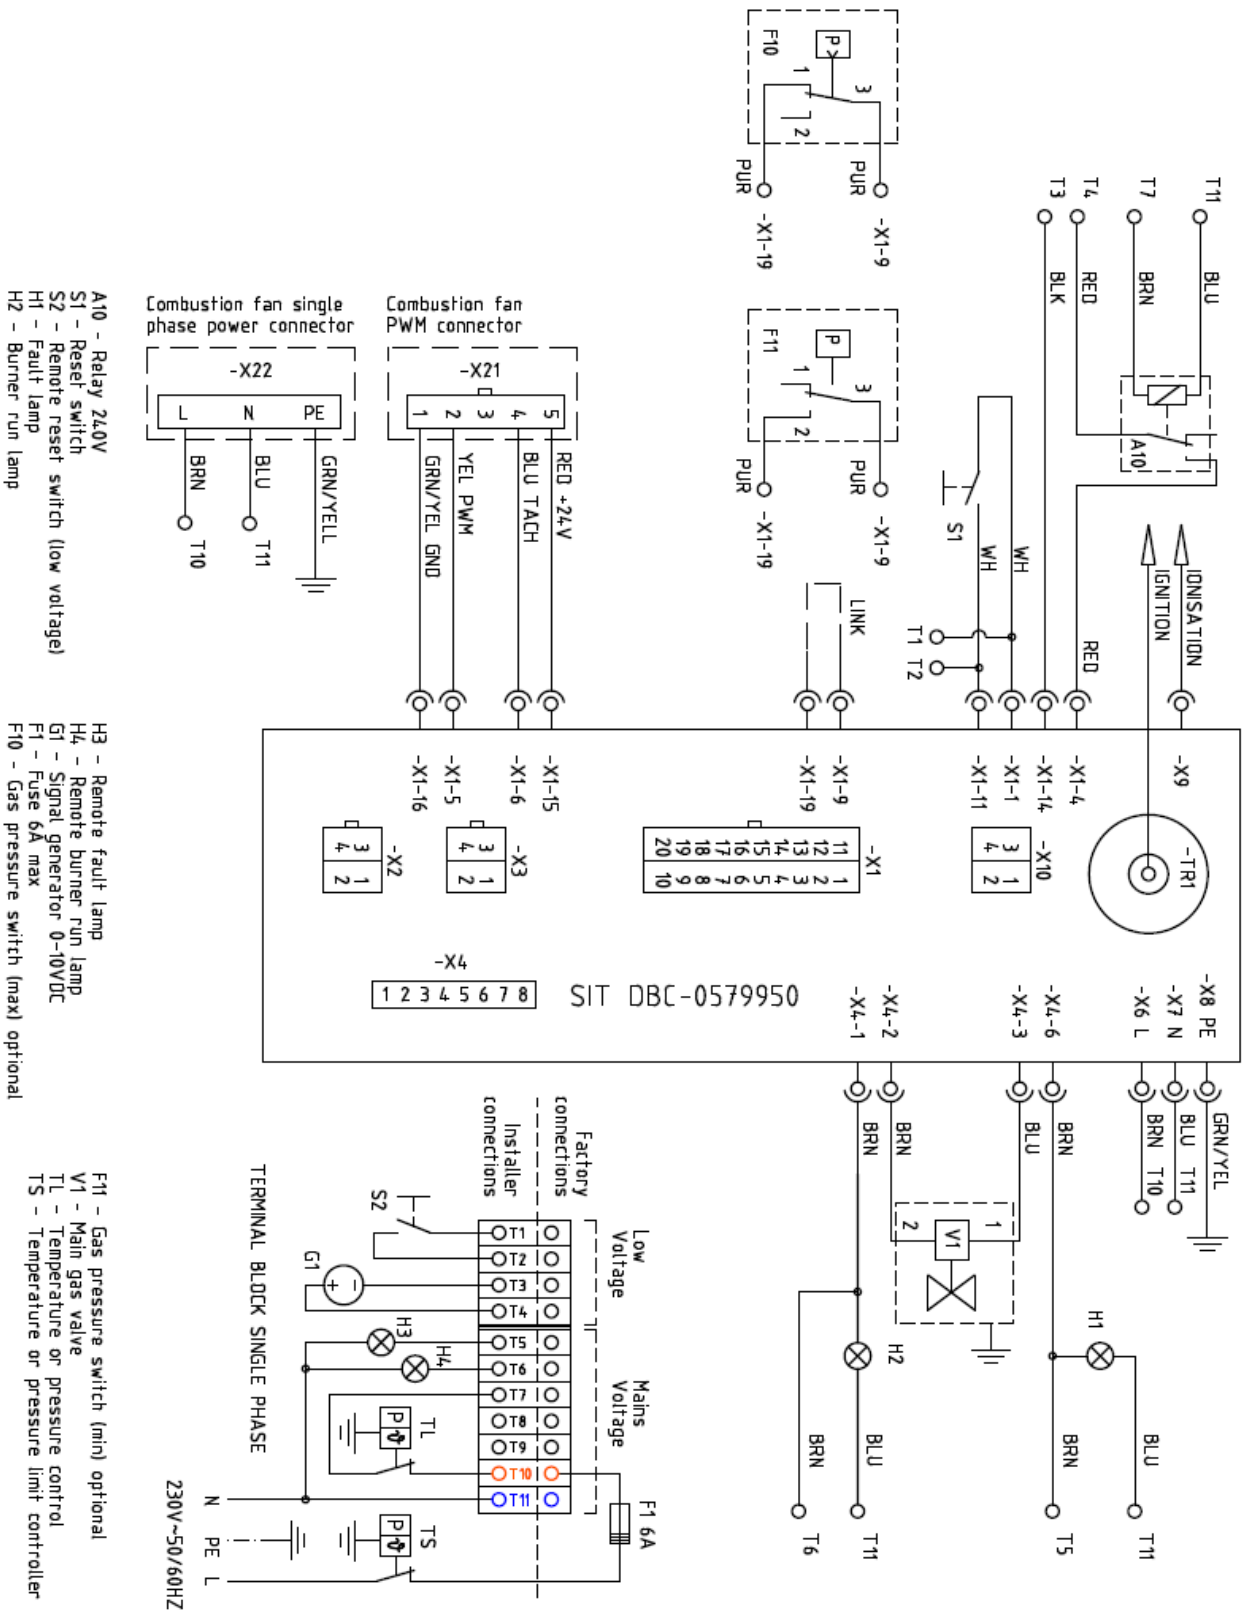 T11
T7
T4
T3
BLU
BRN
RED
BLK
A10
IONISATION
IGNITION
RED
F10
P
1
3
2
PUR
PUR
-X1-9
-X1-19
F11
P
1
3
2
PUR
PUR
-X1-9
-X1-19
S1
WH
WH
T1
T2
LINK
Combustion fan
PWM connector
-X21
1 2 3 4 5
RED +24V
BLU TACH
YEL PWM
GRN/YEL GND
Combustion fan single
phase power connector
-X22
L N PE
GRN/YELL
BLU
BRN
T11
T10
-X9
-X1-4
-X1-14
-X1-1
-X1-11
-X1-9
-X1-19
-X1-15
-X1-6
-X1-5
-X1-16
-TR1
-X10
3 1
4 2
-X1
11 1
12 2
13 3
14 4
15 5
16 6
17 7
18 8
19 9
20 10
-X3
3 1
4 2
-X2
3 1
4 2
-X4
1 2 3 4 5 6 7 8
SIT DBC-0579950
-X8 PE
-X7 N
-X6 L
-X4-6
-X4-3
-X4-2
-X4-1
GRN/YEL
BLU T11
BRN T10
BRN
BLU
BRN
BRN
1
V1
2
H1
H2
BLU
BRN
BLU
BRN
T11
T5
T11
T6
Factory
connections
Installer
connections
Low
Voltage
Mains
Voltage
T1
T2
T3
T4
T5
T6
T7
T8
T9
T10
T11
S2
G1
+ -
H3
H4
TL
P
TS
P
F1 6A
N
PE
L
230V~50/60HZ
TERMINAL BLOCK SINGLE PHASE
A10 - Relay 240V
S1 - Reset switch
S2 - Remote reset switch (low voltage)
H1 - Fault lamp
H2 - Burner run lamp
H3 - Remote fault lamp
H4 - Remote burner run lamp
G1 - Signal generator 0-10VDC
F1 - Fuse 6A max
F10 - Gas pressure switch (max) optional
F11 - Gas pressure switch (min) optional
V1 - Main gas valve
TL - Temperature or pressure control
TS - Temperature or pressure limit controller